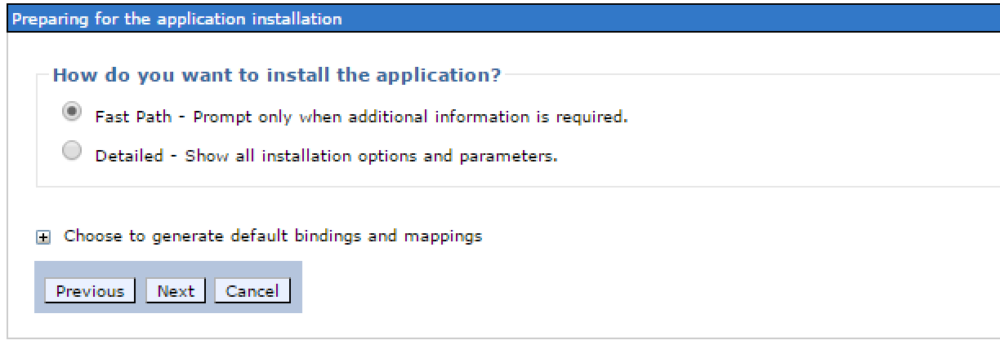 Preparing for the application installation
How do you want to install the application?
Fast Path - Prompt only when additional information is required.
Detailed - Show all installation options and parameters.
Choose to generate default bindings and mappings
Previous Next Cancel